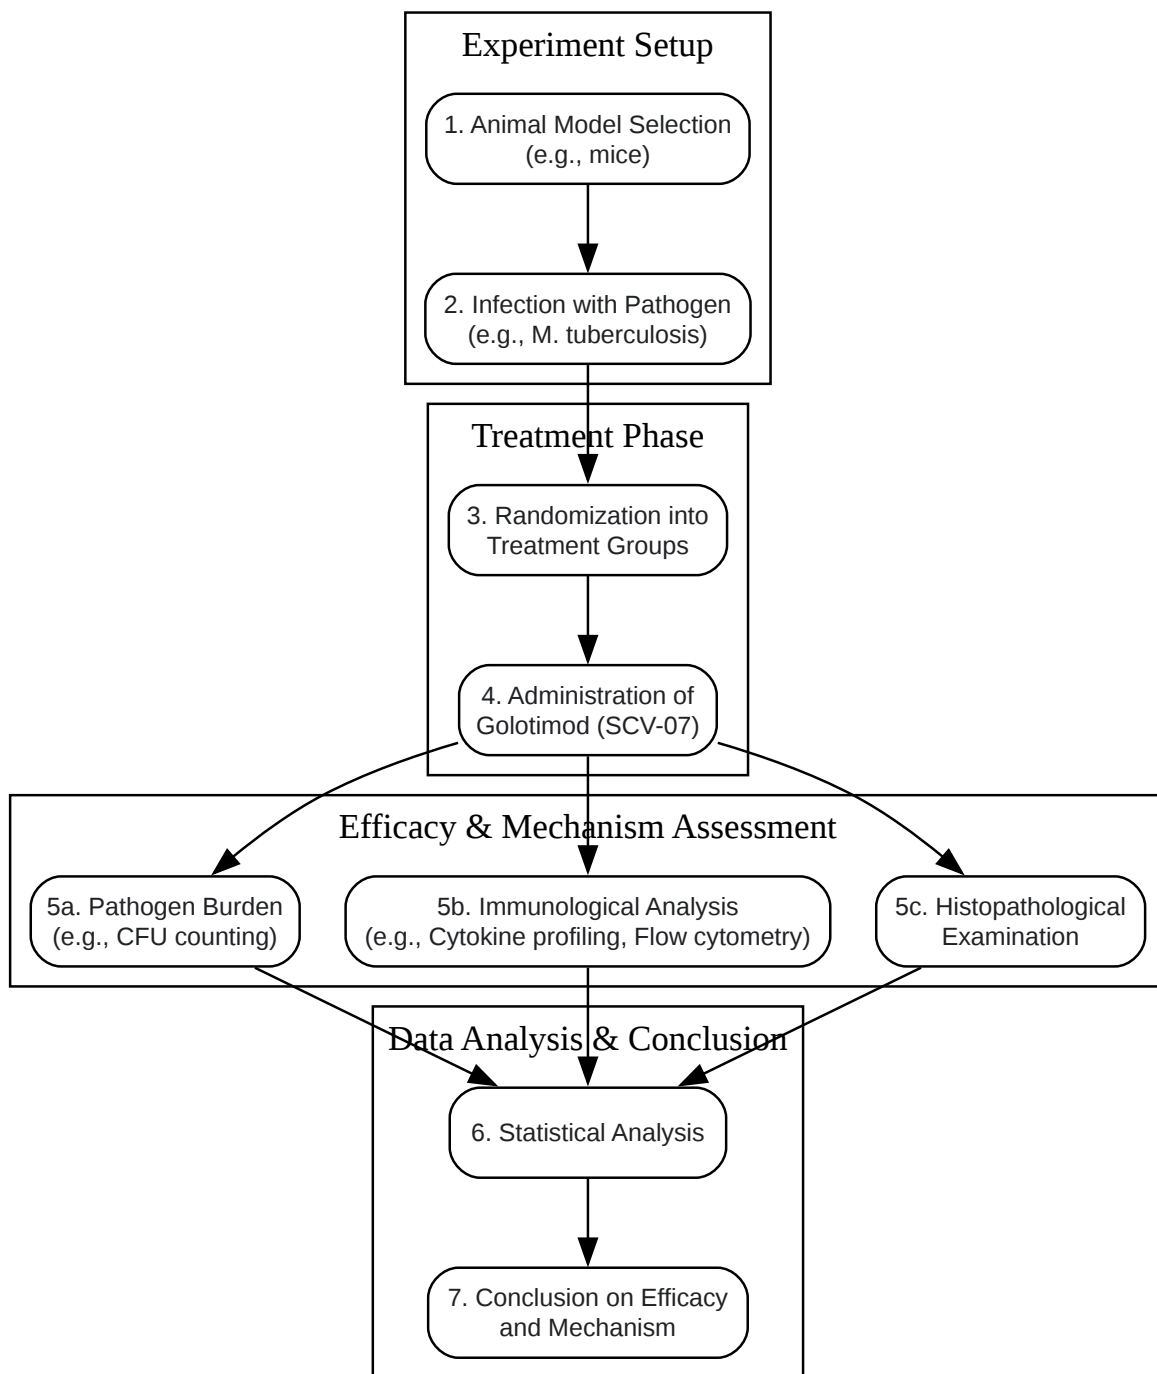 Experiment Setup
1. Animal Model Selection
(e.g., mice)
2. Infection with Pathogen
(e.g., M. tuberculosis)
Treatment Phase
3. Randomization into
Treatment Groups
4. Administration of
Golotimod (SCV-07)
Efficacy & Mechanism Assessment
5a. Pathogen Burden
(e.g., CFU counting)
5b. Immunological Analysis
(e.g., Cytokine profiling, Flow cytometry)
5c. Histopathological
Examination
Data Analysis & Conclusion
6. Statistical Analysis
7. Conclusion on Efficacy
and Mechanism